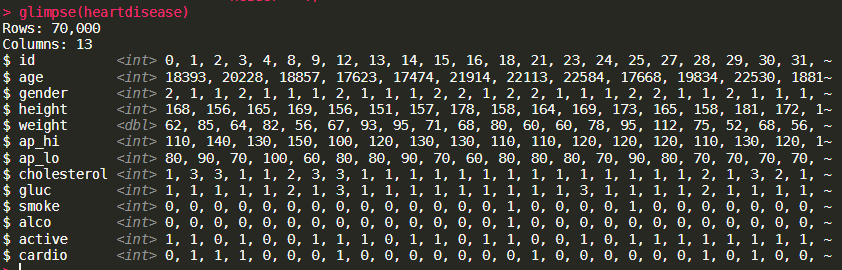 > glimpse(heartdisease)
Rows: 70,000
Columns: 13
$ id          <int> 0, 1, 2, 3, 4, 8, 9, 12, 13, 14, 15, 16, 18, 21, 23, 24, 25, 27, 28, 29, 30, 31, ~
$ age         <int> 18393, 20228, 18857, 17623, 17474, 21914, 22113, 22584, 17668, 19834, 22530, 1881~
$ gender      <int> 2, 1, 1, 2, 1, 1, 1, 2, 1, 1, 1, 2, 2, 1, 2, 2, 1, 1, 1, 2, 2, 1, 1, 2, 1, 1, 1, ~
$ height      <int> 168, 156, 165, 169, 156, 151, 157, 178, 158, 164, 169, 173, 165, 158, 181, 172, 1~
$ weight      <dbl> 62, 85, 64, 82, 56, 67, 93, 95, 71, 68, 80, 60, 60, 78, 95, 112, 75, 52, 68, 56, ~
$ ap_hi       <int> 110, 140, 130, 150, 100, 120, 130, 130, 110, 110, 120, 120, 120, 110, 130, 120, 1~
$ ap_lo       <int> 80, 90, 70, 100, 60, 80, 80, 90, 70, 60, 80, 80, 80, 70, 90, 80, 70, 70, 70, 70, ~
$ cholesterol <int> 1, 3, 3, 1, 1, 2, 3, 3, 1, 1, 1, 1, 1, 1, 1, 1, 1, 1, 1, 1, 1, 2, 1, 3, 2, 1, ~
$ gluc        <int> 1, 1, 1, 1, 1, 2, 1, 3, 1, 1, 1, 1, 1, 1, 1, 1, 3, 1, 1, 1, 1, 2, 1, 1, 1, 1, ~
$ smoke       <int> 0, 0, 0, 0, 0, 0, 0, 0, 0, 0, 0, 0, 0, 1, 0, 0, 0, 1, 0, 0, 0, 0, 0, 0, 0, 0, ~
$ alco        <int> 0, 0, 0, 0, 0, 0, 0, 0, 0, 0, 0, 0, 0, 1, 0, 0, 0, 0, 0, 0, 0, 0, 0, 0, 0, 0, ~
$ active      <int> 1, 1, 0, 1, 0, 0, 1, 1, 1, 0, 1, 1, 0, 1, 1, 0, 0, 1, 0, 1, 1, 1, 1, 1, 1, 1, ~
$ cardio      <int> 0, 1, 1, 1, 0, 0, 0, 1, 0, 0, 0, 0, 0, 0, 1, 0, 1, 0, 0, 0, 0, 1, 0, 1, 0, 0, ~
>